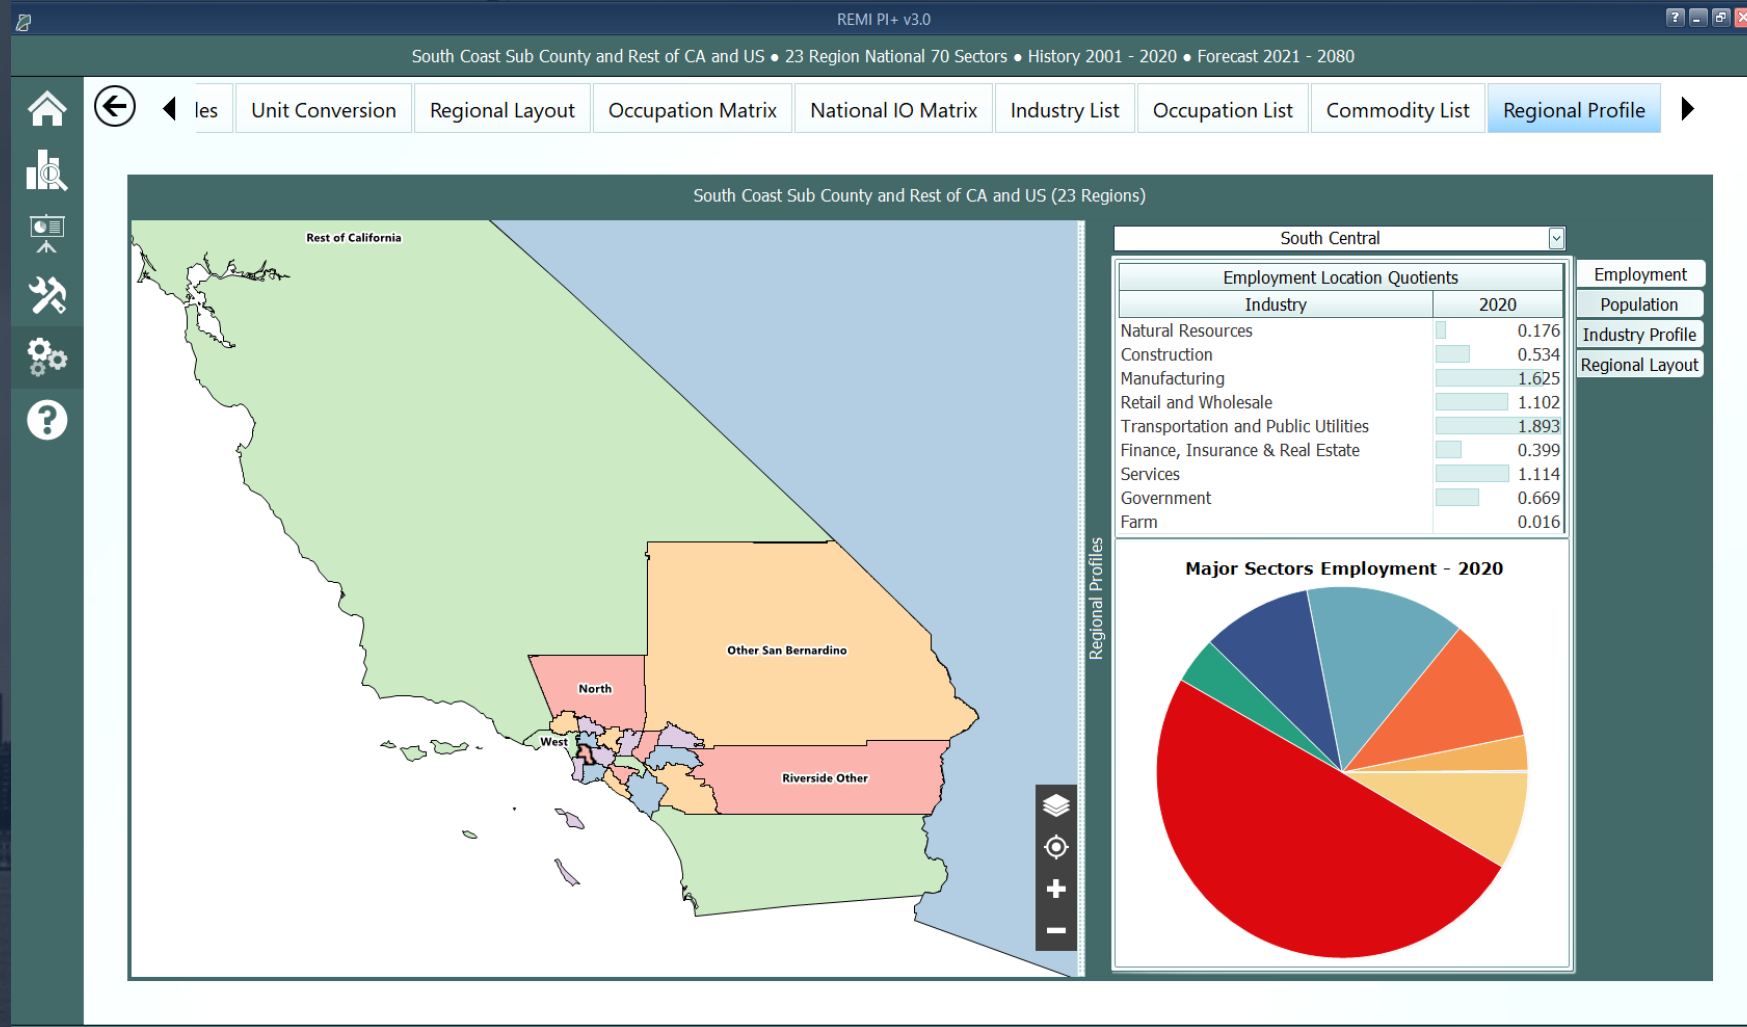 REMI PI+ v3.0
South Coast Sub County and Rest of CA and US ● 23 Region National 70 Sectors ● History 2001 - 2020 ● Forecast 2021 - 2080
les Unit Conversion Regional Layout Occupation Matrix National IO Matrix Industry List Occupation List Commodity List Regional Profile
South Coast Sub County and Rest of CA and US (23 Regions)
Rest of California
Other San Bernardino
North
West
Riverside Other
Regional Profiles
South Central
Employment Location Quotients
Industry 2020
Natural Resources 0.176
Construction 0.534
Manufacturing 1.625
Retail and Wholesale 1.102
Transportation and Public Utilities 1.893
Finance, Insurance & Real Estate 0.399
Services 1.114
Government 0.669
Farm 0.016
Major Sectors Employment - 2020
Employment
Population
Industry Profile
Regional Layout